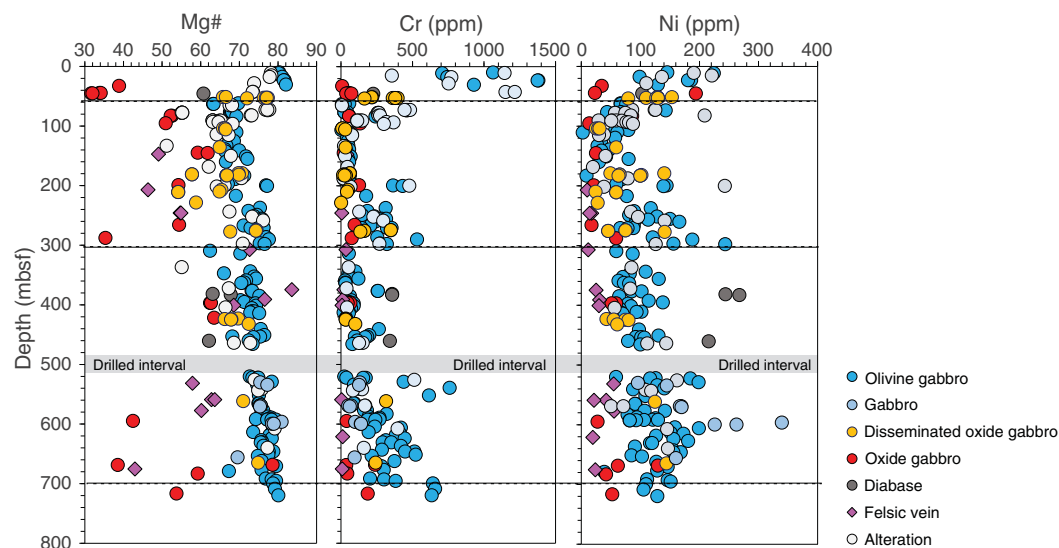 Mg# Cr (ppm) Ni (ppm)
30 40 50 60 70 80 90 0 500 1000 1500 0 100 200 300 400
0
100
200
300
400
500
600
700
800
Depth (mbsf)
Drilled interval Drilled interval Drilled interval
Olivine gabbro
Gabbro
Disseminated oxide gabbro
Oxide gabbro
Diabase
Felsic vein
Alteration